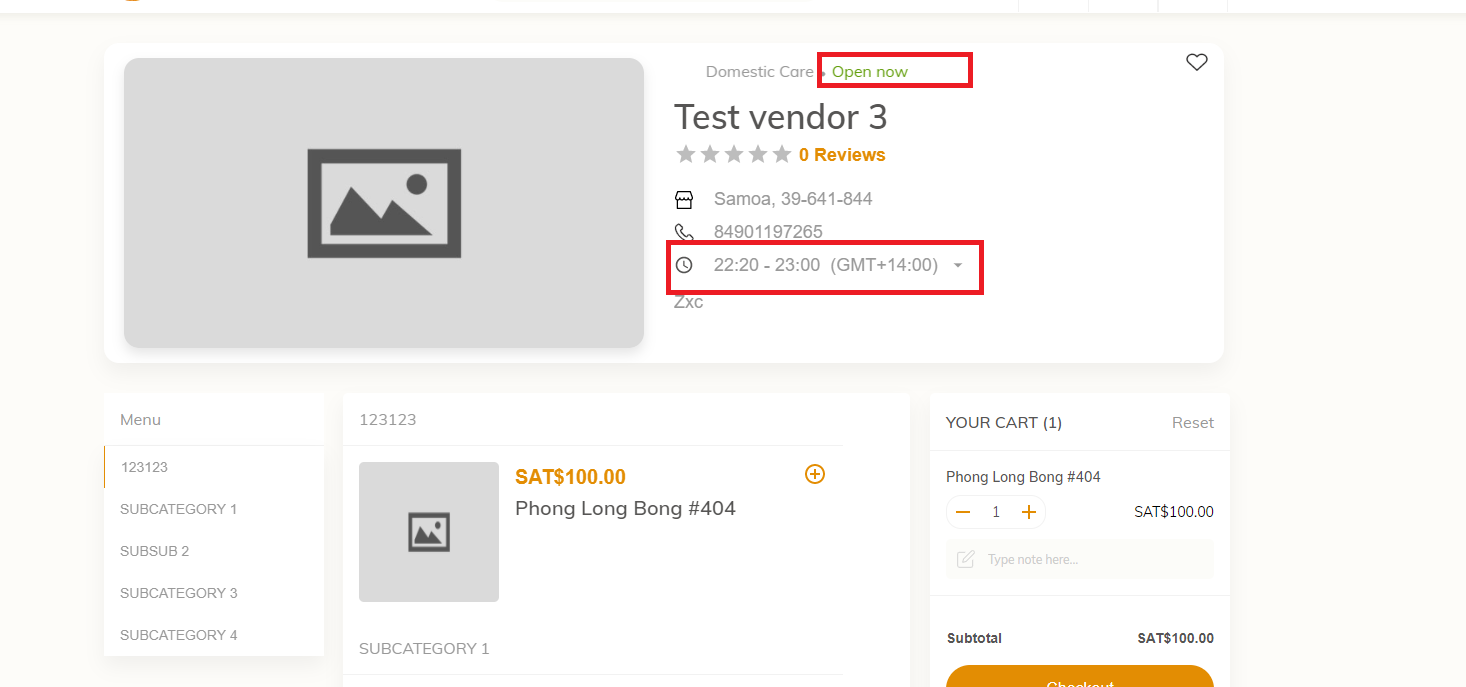 Domestic Care • Open now
Test vendor 3
0 Reviews
Samoa, 39-641-844
84901197265
22:20 - 23:00 (GMT+14:00)
Zxc
Menu
123123
SUBCATEGORY 1
SUBSUB 2
SUBCATEGORY 3
SUBCATEGORY 4
123123
SAT$100.00
Phong Long Bong #404
SUBCATEGORY 1
YOUR CART (1) Reset
Phong Long Bong #404
1 SAT$100.00
Type note here...
Subtotal SAT$100.00
Checkout